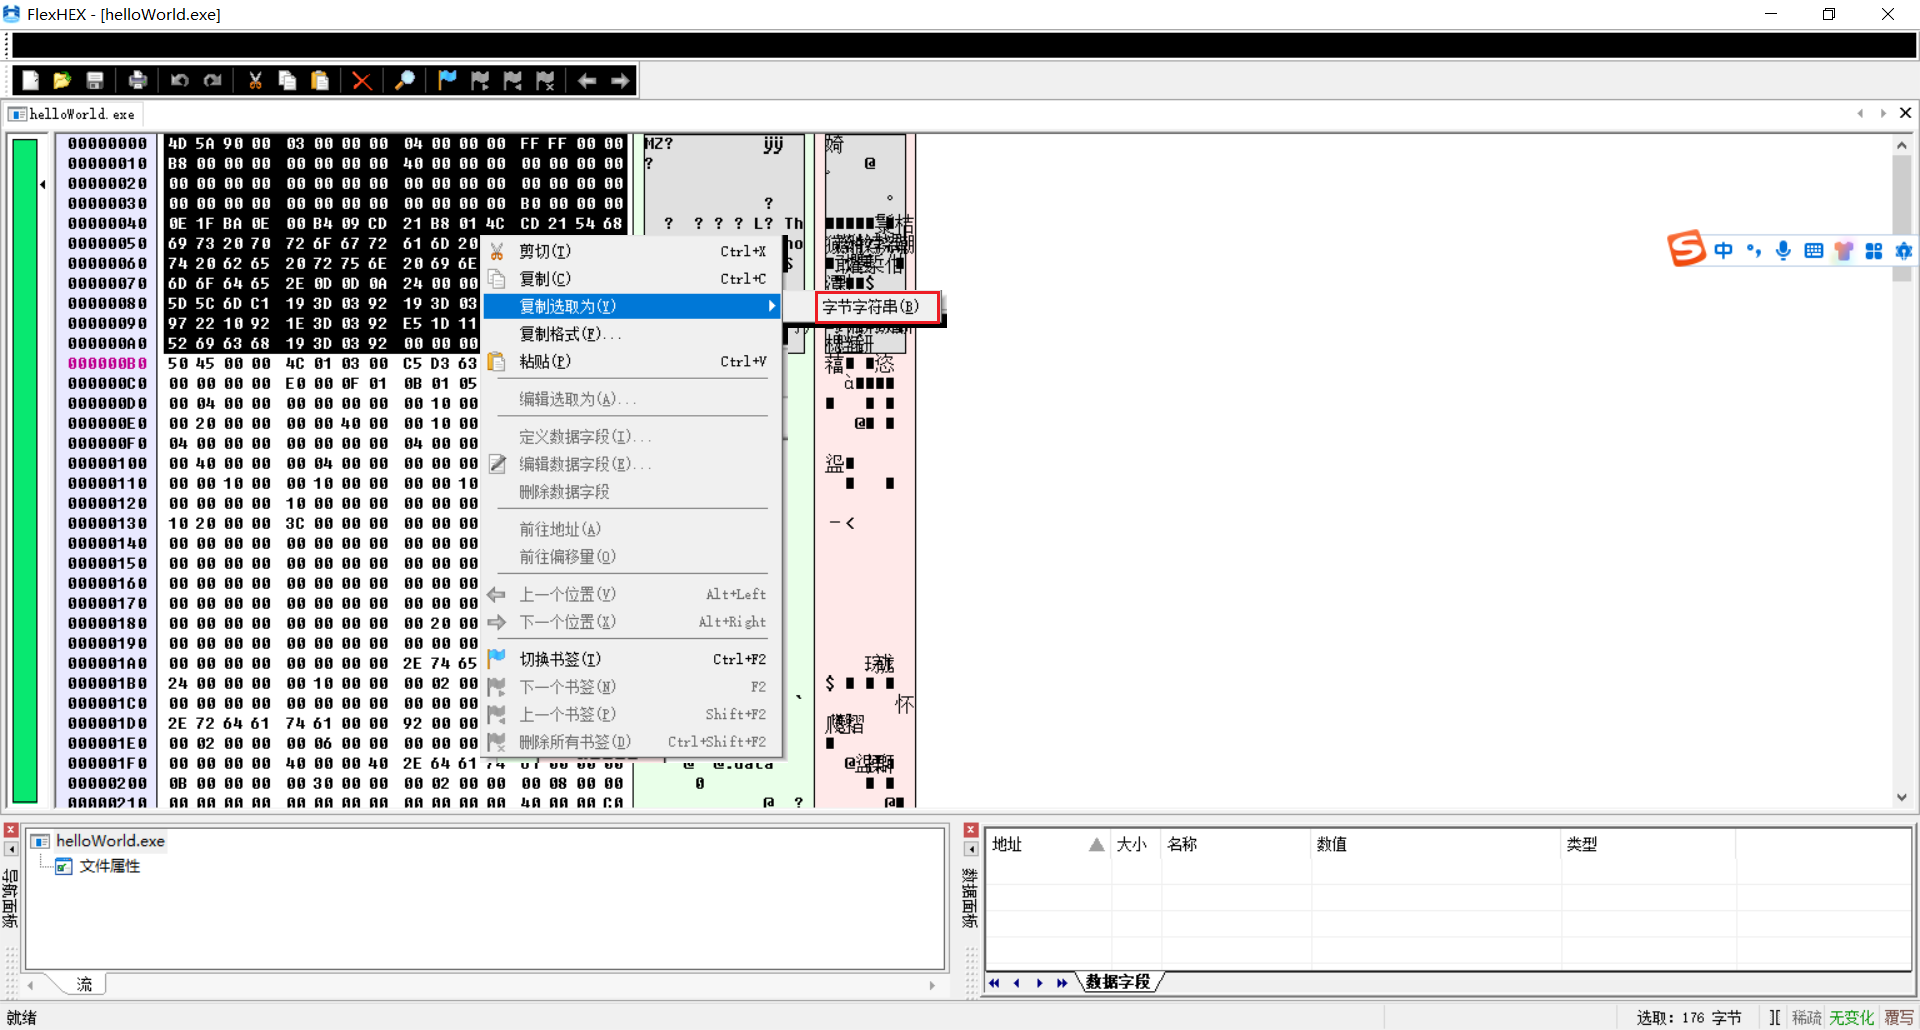 FlexHEX - [helloWorld.exe]
helloWorld.exe
00000000 4D 5A 90 00 03 00 00 00 04 00 00 00 FF FF 00 00 MZ? ÿÿ
00000010 B8 00 00 00 00 00 00 00 40 00 00 00 00 00 00 00 ? @
00000020 00 00 00 00 00 00 00 00 00 00 00 00 00 00 00 00
00000030 00 00 00 00 00 00 00 00 00 00 00 00 B0 00 00 00 ?
00000040 0E 1F BA 0E 00 B4 09 CD 21 B8 01 4C CD 21 54 68 ? ? ? ? L? Th
00000050 69 73 20 70 72 6F 67 72 61 6D 20
00000060 74 20 62 65 20 72 75 6E 20 69 6E
00000070 6D 6F 64 65 2E 0D 0D 0A 24 00 00
00000080 5D 5C 6D C1 19 3D 03 92 19 3D 03
00000090 97 22 10 92 1E 3D 03 92 E5 1D 11
000000A0 52 69 63 68 19 3D 03 92 00 00 00
000000B0 50 45 00 00 4C 01 03 00 C5 D3 63
000000C0 00 00 00 00 E0 00 0F 01 0B 01 05
000000D0 00 04 00 00 00 00 00 00 00 10 00
000000E0 00 20 00 00 00 00 40 00 00 10 00
000000F0 04 00 00 00 00 00 00 00 04 00 00
00000100 00 40 00 00 00 04 00 00 00 00 00
00000110 00 00 10 00 00 10 00 00 00 00 10
00000120 00 00 00 00 10 00 00 00 00 00 00
00000130 10 20 00 00 3C 00 00 00 00 00 00
00000140 00 00 00 00 00 00 00 00 00 00 00
00000150 00 00 00 00 00 00 00 00 00 00 00
00000160 00 00 00 00 00 00 00 00 00 00 00
00000170 00 00 00 00 00 00 00 00 00 00 00
00000180 00 00 00 00 00 00 00 00 00 20 00
00000190 00 00 00 00 00 00 00 00 00 00 00
000001A0 00 00 00 00 00 00 00 00 2E 74 65
000001B0 24 00 00 00 00 10 00 00 00 02 00
000001C0 00 00 00 00 00 00 00 00 00 00 00
000001D0 2E 72 64 61 74 61 00 00 92 00 00
000001E0 00 02 00 00 00 06 00 00 00 00 00
000001F0 00 00 00 00 40 00 00 40 2E 64 61 74 61 00 00 00 @ @.data
00000200 0B 00 00 00 00 30 00 00 00 02 00 00 00 08 00 00 0
00000210 00 00 00 00 00 00 00 00 00 00 00 00 40 00 00 C0 @ ?
剪切(T) Ctrl+X
复制(C) Ctrl+C
复制选取为(Y)
字节字符串(B)
复制格式(F)...
粘贴(P) Ctrl+V
编辑选取为(A)...
定义数据字段(I)...
编辑数据字段(E)...
删除数据字段
前往地址(A)
前往偏移量(O)
上一个位置(V) Alt+Left
下一个位置(X) Alt+Right
切换书签(T) Ctrl+F2
下一个书签(N) F2
上一个书签(P) Shift+F2
删除所有书签(D) Ctrl+Shift+F2
中
helloWorld.exe
文件属性
导航面板
流
数据面板
地址 大小 名称 数值 类型
数据字段
就绪
选取: 176 字节 ][ 稀疏 无变化 覆写